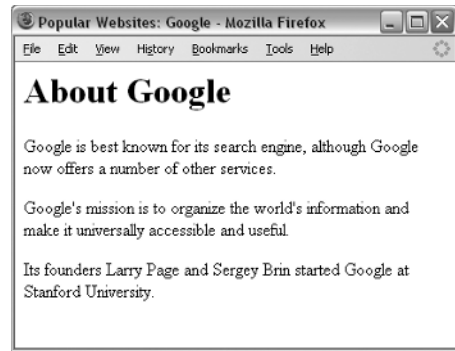 Popular Websites: Google - Mozilla Firefox
File Edit View History Bookmarks Tools Help
About Google
Google is best known for its search engine, although Google
now offers a number of other services.
Google's mission is to organize the world's information and
make it universally accessible and useful.
Its founders Larry Page and Sergey Brin started Google at
Stanford University.